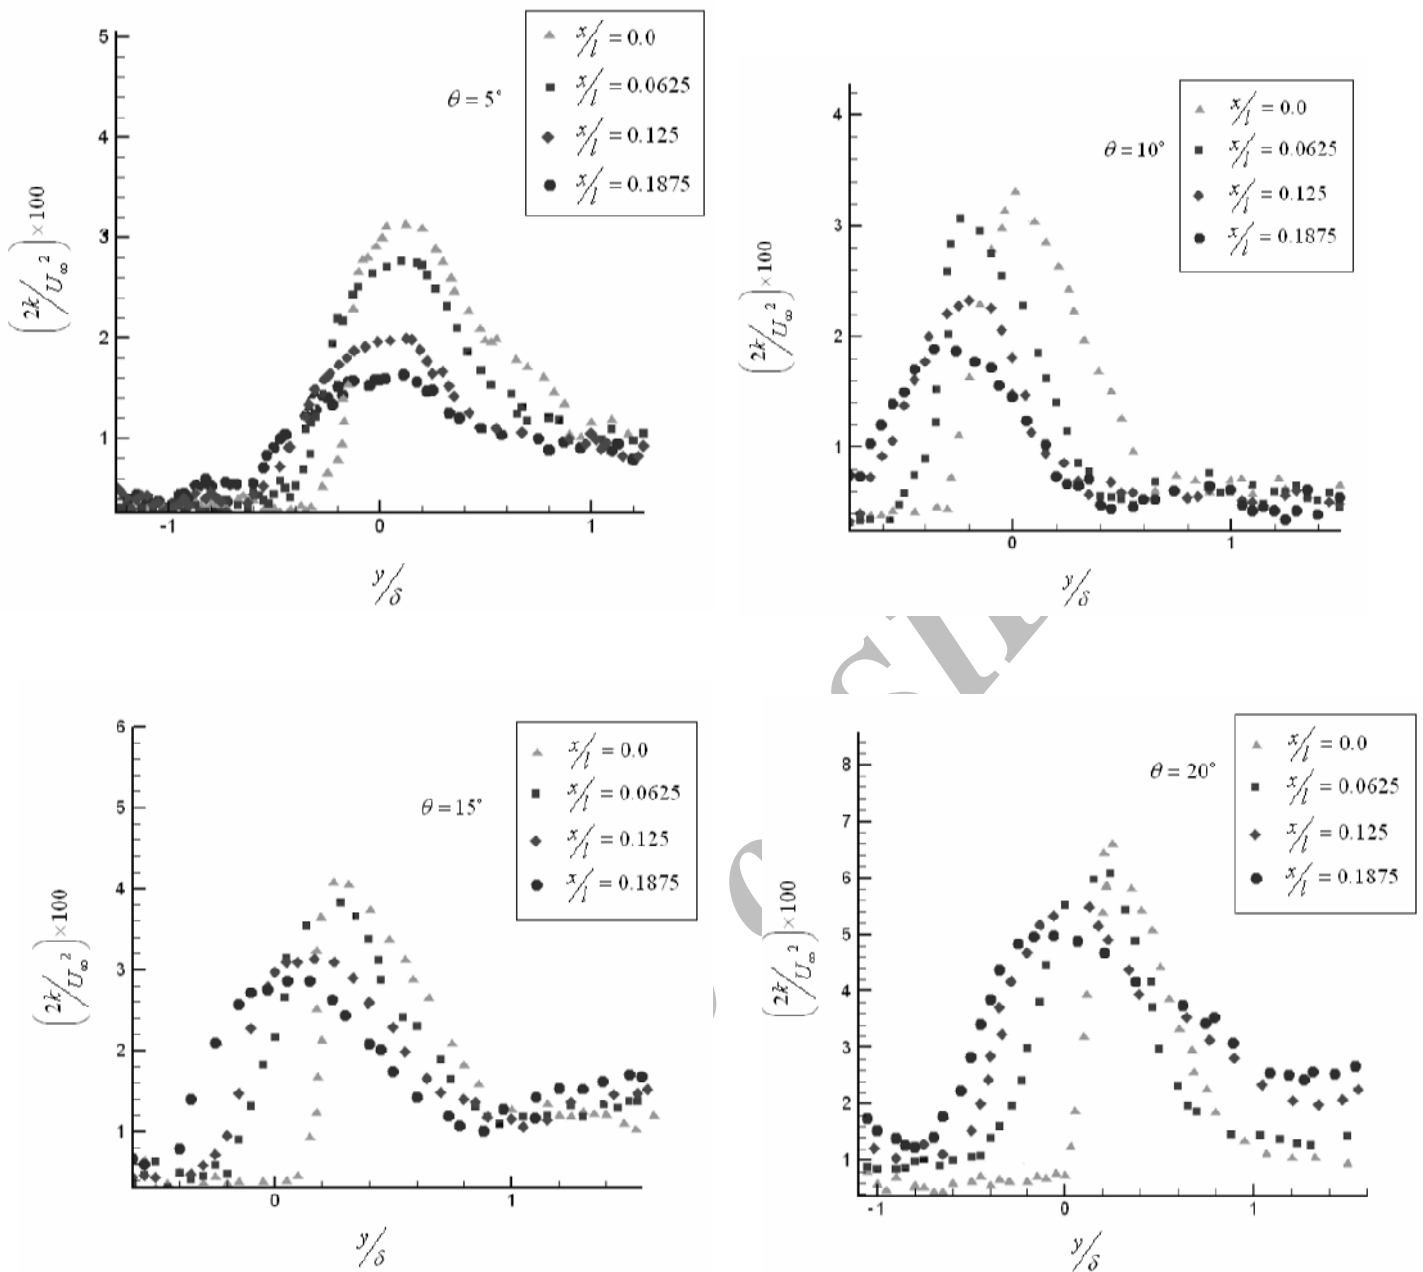 x/l = 0.0
x/l = 0.0625
x/l = 0.125
x/l = 0.1875
θ = 5°
(2k/U∞²)×100
5
4
3
2
1
-1 0 1
y/δ
x/l = 0.0
x/l = 0.0625
x/l = 0.125
x/l = 0.1875
θ = 10°
(2k/U∞²)×100
4
3
2
1
0 1
y/δ
x/l = 0.0
x/l = 0.0625
x/l = 0.125
x/l = 0.1875
θ = 15°
(2k/U∞²)×100
6
5
4
3
2
1
0 1
y/δ
x/l = 0.0
x/l = 0.0625
x/l = 0.125
x/l = 0.1875
θ = 20°
(2k/U∞²)×100
8
7
6
5
4
3
2
1
-1 0 1
y/δ